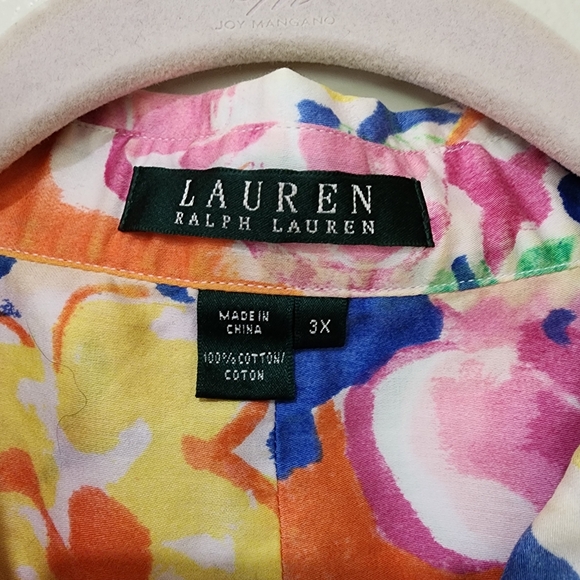 JOY MANGANO
LAUREN
RALPH LAUREN
MADE IN
CHINA
3X
100% COTTON/
COTON